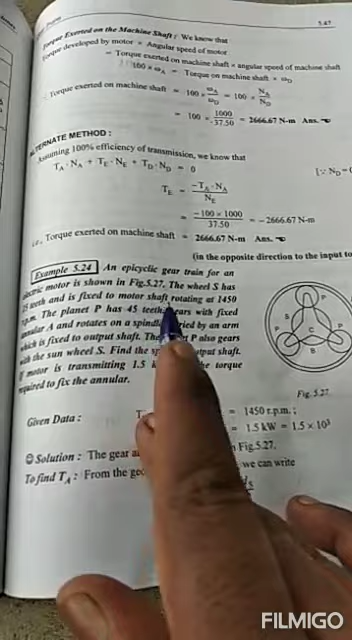 5.47
Torque Exerted on the Machine Shaft : We know that
Torque developed by motor × Angular speed of motor
= Torque exerted on machine shaft × angular speed of machine shaft
100 × ωA = Torque on machine shaft × ωD
Torque exerted on machine shaft = 100 × ωA/ωD = 100 × NA/ND
= 100 × 1000/37.50 = 2666.67 N-m Ans.
ALTERNATE METHOD :
Assuming 100% efficiency of transmission, we know that
TA · NA + TE · NE + TD · ND = 0
TE = −TA · NA/NE
= −100 × 1000/37.50 = −2666.67 N-m
i.e., Torque exerted on machine shaft = 2666.67 N-m Ans.
(in the opposite direction to the input to
Example 5.24 An epicyclic gear train for an
electric motor is shown in Fig.5.27. The wheel S has
15 teeth and is fixed to motor shaft rotating at 1450
r.p.m. The planet P has 45 teeth, gears with fixed
annular A and rotates on a spindle carried by an arm
which is fixed to output shaft. The planet P also gears
with the sun wheel S. Find the output shaft.
If motor is transmitting 1.5 the torque
required to fix the annular.
P
S
P
C
P
B
Fig. 5.27
Given Data : = 1450 r.p.m. ;
= 1.5 kW = 1.5 × 10³
Fig.5.27.
☺ Solution : The gear
To find TA : From the we can write